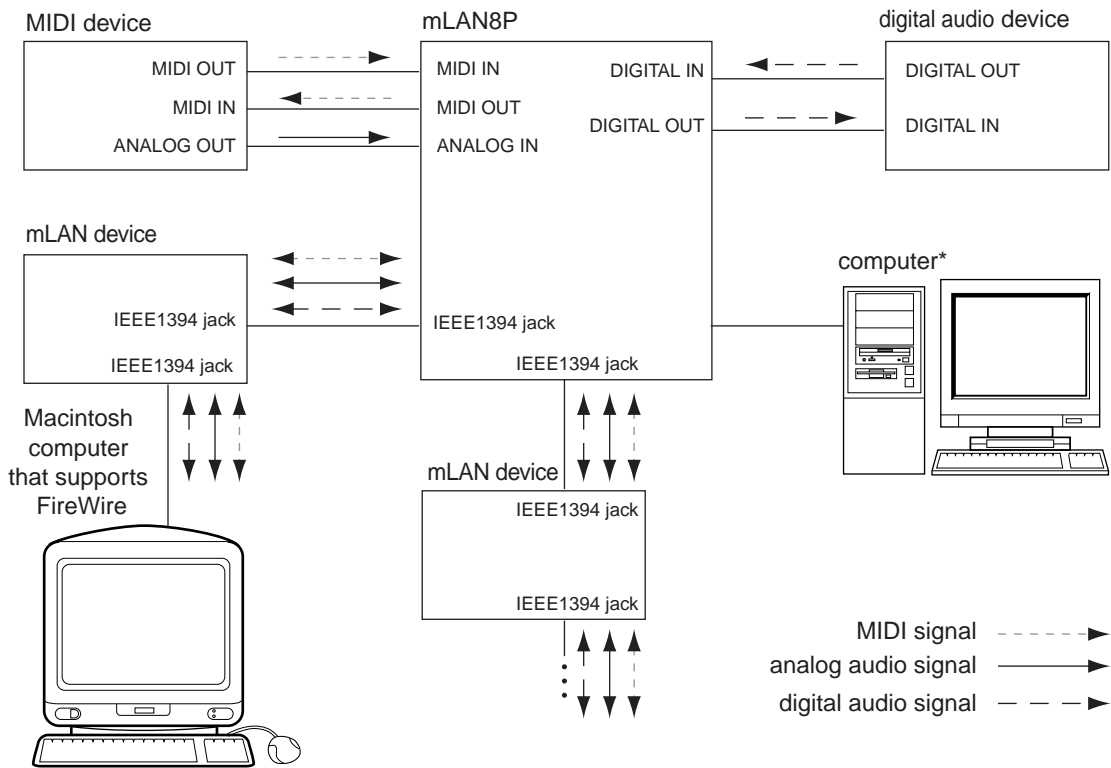 MIDI device
mLAN8P
digital audio device
MIDI OUT
MIDI IN
DIGITAL IN
DIGITAL OUT
MIDI IN
MIDI OUT
DIGITAL OUT
DIGITAL IN
ANALOG OUT
ANALOG IN
mLAN device
computer*
IEEE1394 jack
IEEE1394 jack
IEEE1394 jack
IEEE1394 jack
Macintosh
computer
that supports
FireWire
mLAN device
IEEE1394 jack
IEEE1394 jack
MIDI signal
analog audio signal
digital audio signal